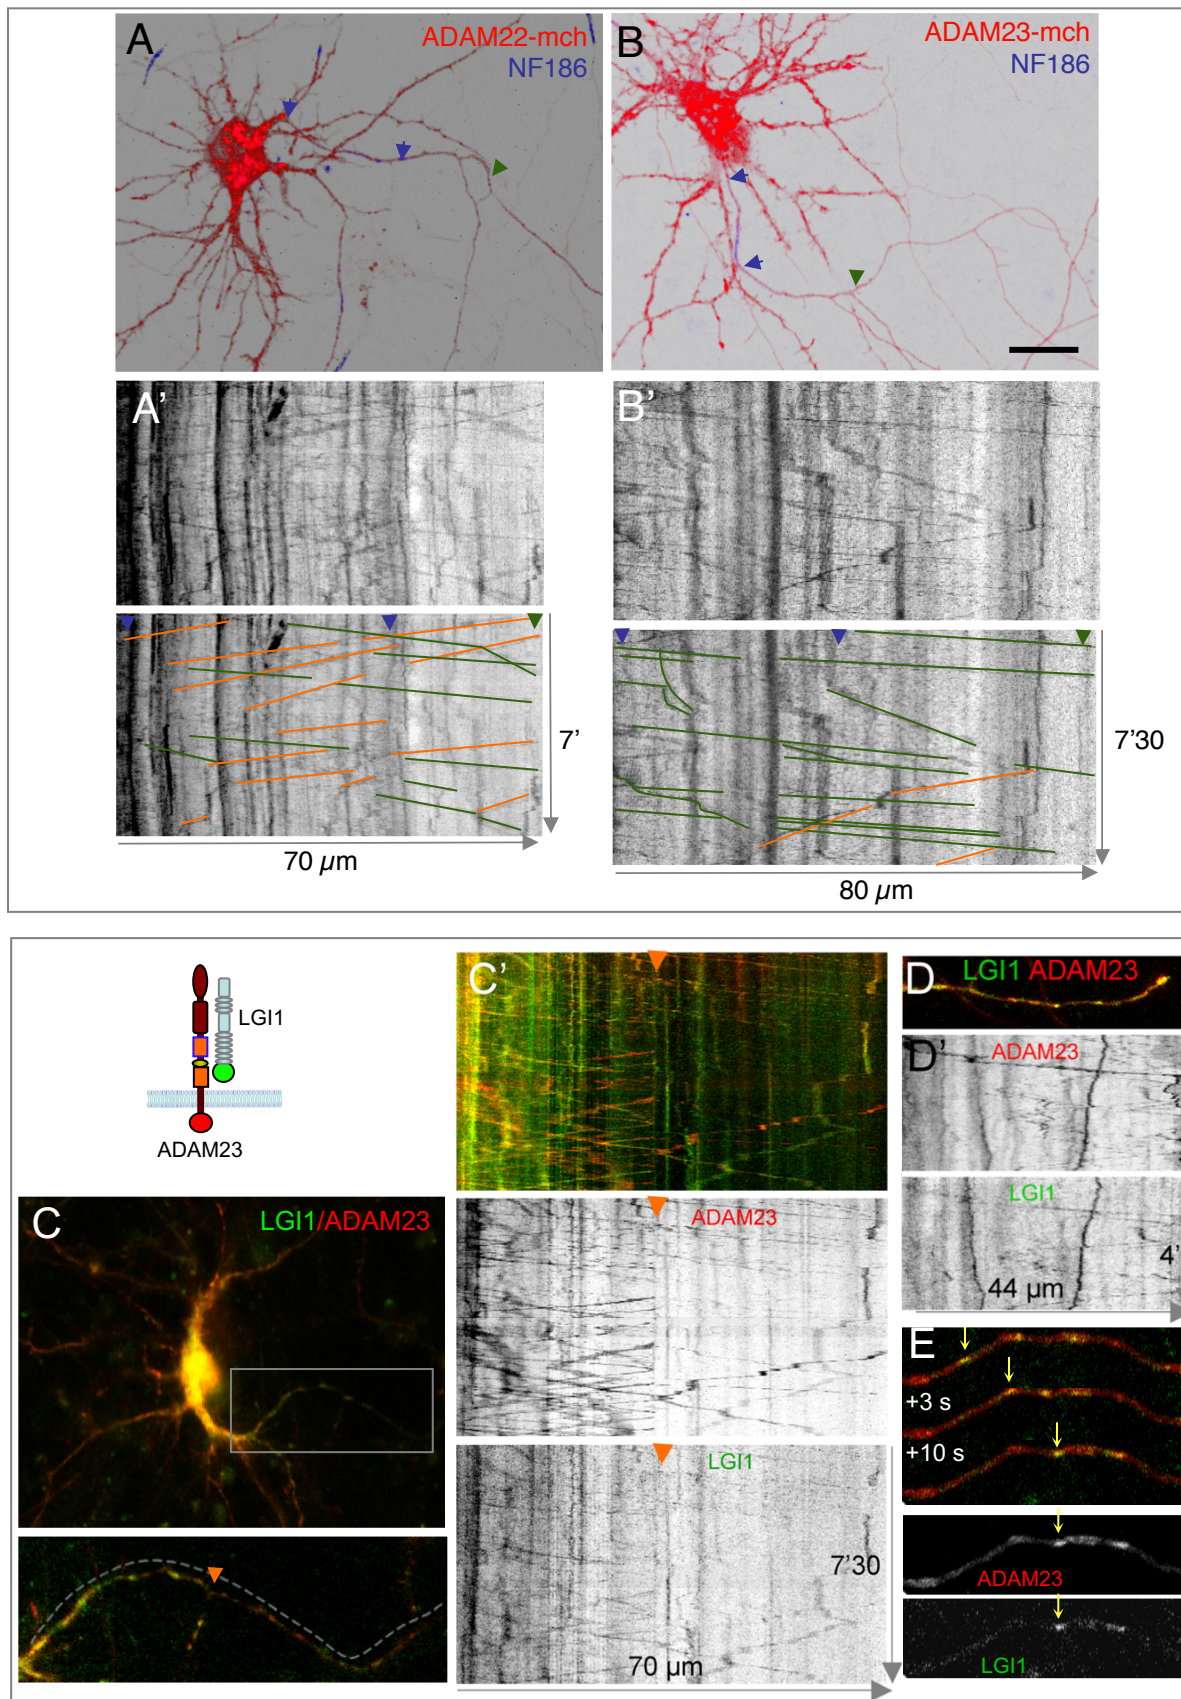 A
ADAM22-mch
NF186
B
ADAM23-mch
NF186
A'
B'
7'
70 µm
7'30
80 µm
LGI1
ADAM23
C
LGI1/ADAM23
C'
ADAM23
LGI1
7'30
70 µm
D
LGI1 ADAM23
D'
ADAM23
LGI1
4'
44 µm
E
+3 s
+10 s
ADAM23
LGI1